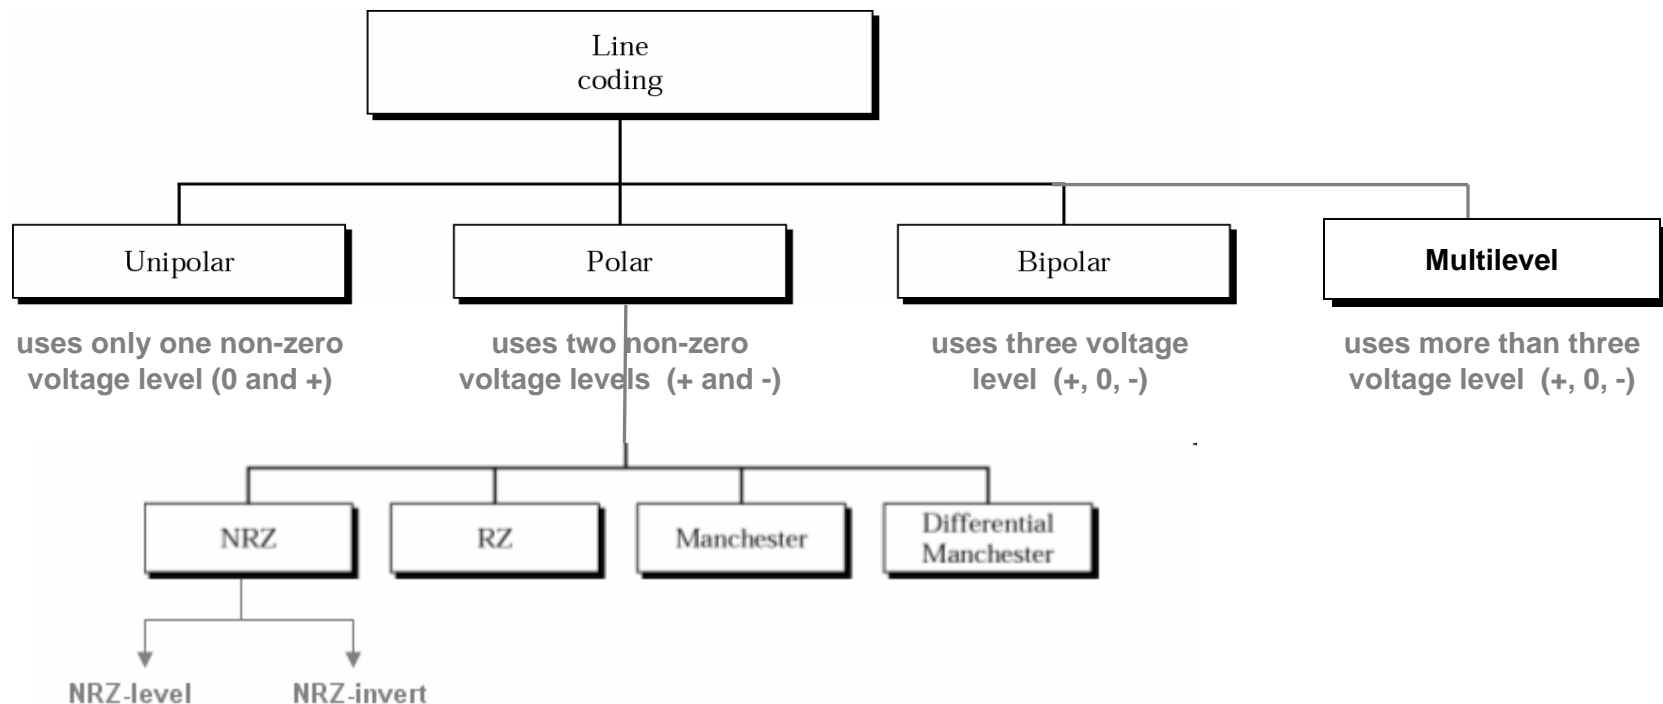 Line
coding
Unipolar
Polar
Bipolar
Multilevel
uses only one non-zero
voltage level (0 and +)
uses two non-zero
voltage levels (+ and -)
uses three voltage
level (+, 0, -)
uses more than three
voltage level (+, 0, -)
NRZ
RZ
Manchester
Differential
Manchester
NRZ-level
NRZ-invert